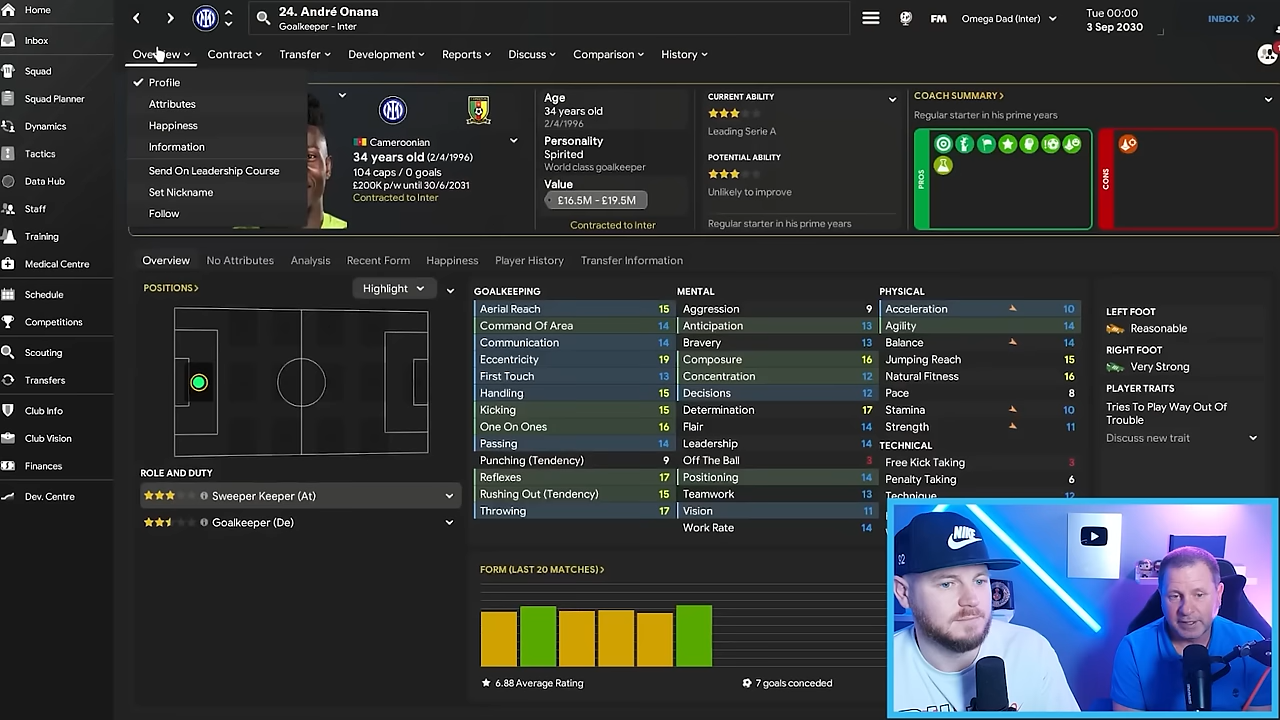 Home
Inbox
Squad
Squad Planner
Dynamics
Tactics
Data Hub
Staff
Training
Medical Centre
Schedule
Competitions
Scouting
Transfers
Club Info
Club Vision
Finances
Dev. Centre
24. André Onana
Goalkeeper - Inter
FM
Omega Dad (Inter)
Tue 00:00
3 Sep 2030
INBOX
Overview
Contract
Transfer
Development
Reports
Discuss
Comparison
History
Profile
Attributes
Happiness
Information
Send On Leadership Course
Set Nickname
Follow
Cameroonian
34 years old (2/4/1996)
104 caps / 0 goals
£200K p/w until 30/6/2031
Contracted to Inter
Age
34 years old
2/4/1996
Personality
Spirited
World class goalkeeper
Value
£16.5M - £19.5M
Contracted to Inter
CURRENT ABILITY
Leading Serie A
POTENTIAL ABILITY
Unlikely to improve
Regular starter in his prime years
COACH SUMMARY
Regular starter in his prime years
PROS
CONS
Overview
No Attributes
Analysis
Recent Form
Happiness
Player History
Transfer Information
POSITIONS
Highlight
ROLE AND DUTY
Sweeper Keeper (At)
Goalkeeper (De)
GOALKEEPING
Aerial Reach 15
Command Of Area 14
Communication 14
Eccentricity 19
First Touch 13
Handling 15
Kicking 15
One On Ones 16
Passing 14
Punching (Tendency) 9
Reflexes 17
Rushing Out (Tendency) 15
Throwing 17
MENTAL
Aggression 9
Anticipation 13
Bravery 13
Composure 16
Concentration 12
Decisions 12
Determination 17
Flair 14
Leadership 14
Off The Ball 3
Positioning 14
Teamwork 13
Vision 11
Work Rate 14
PHYSICAL
Acceleration 10
Agility 14
Balance 14
Jumping Reach 15
Natural Fitness 16
Pace 8
Stamina 10
Strength 11
TECHNICAL
Free Kick Taking 3
Penalty Taking 6
Technique 12
LEFT FOOT
Reasonable
RIGHT FOOT
Very Strong
PLAYER TRAITS
Tries To Play Way Out Of
Trouble
Discuss new trait
FORM (LAST 20 MATCHES)
6.88 Average Rating
7 goals conceded
NIKE